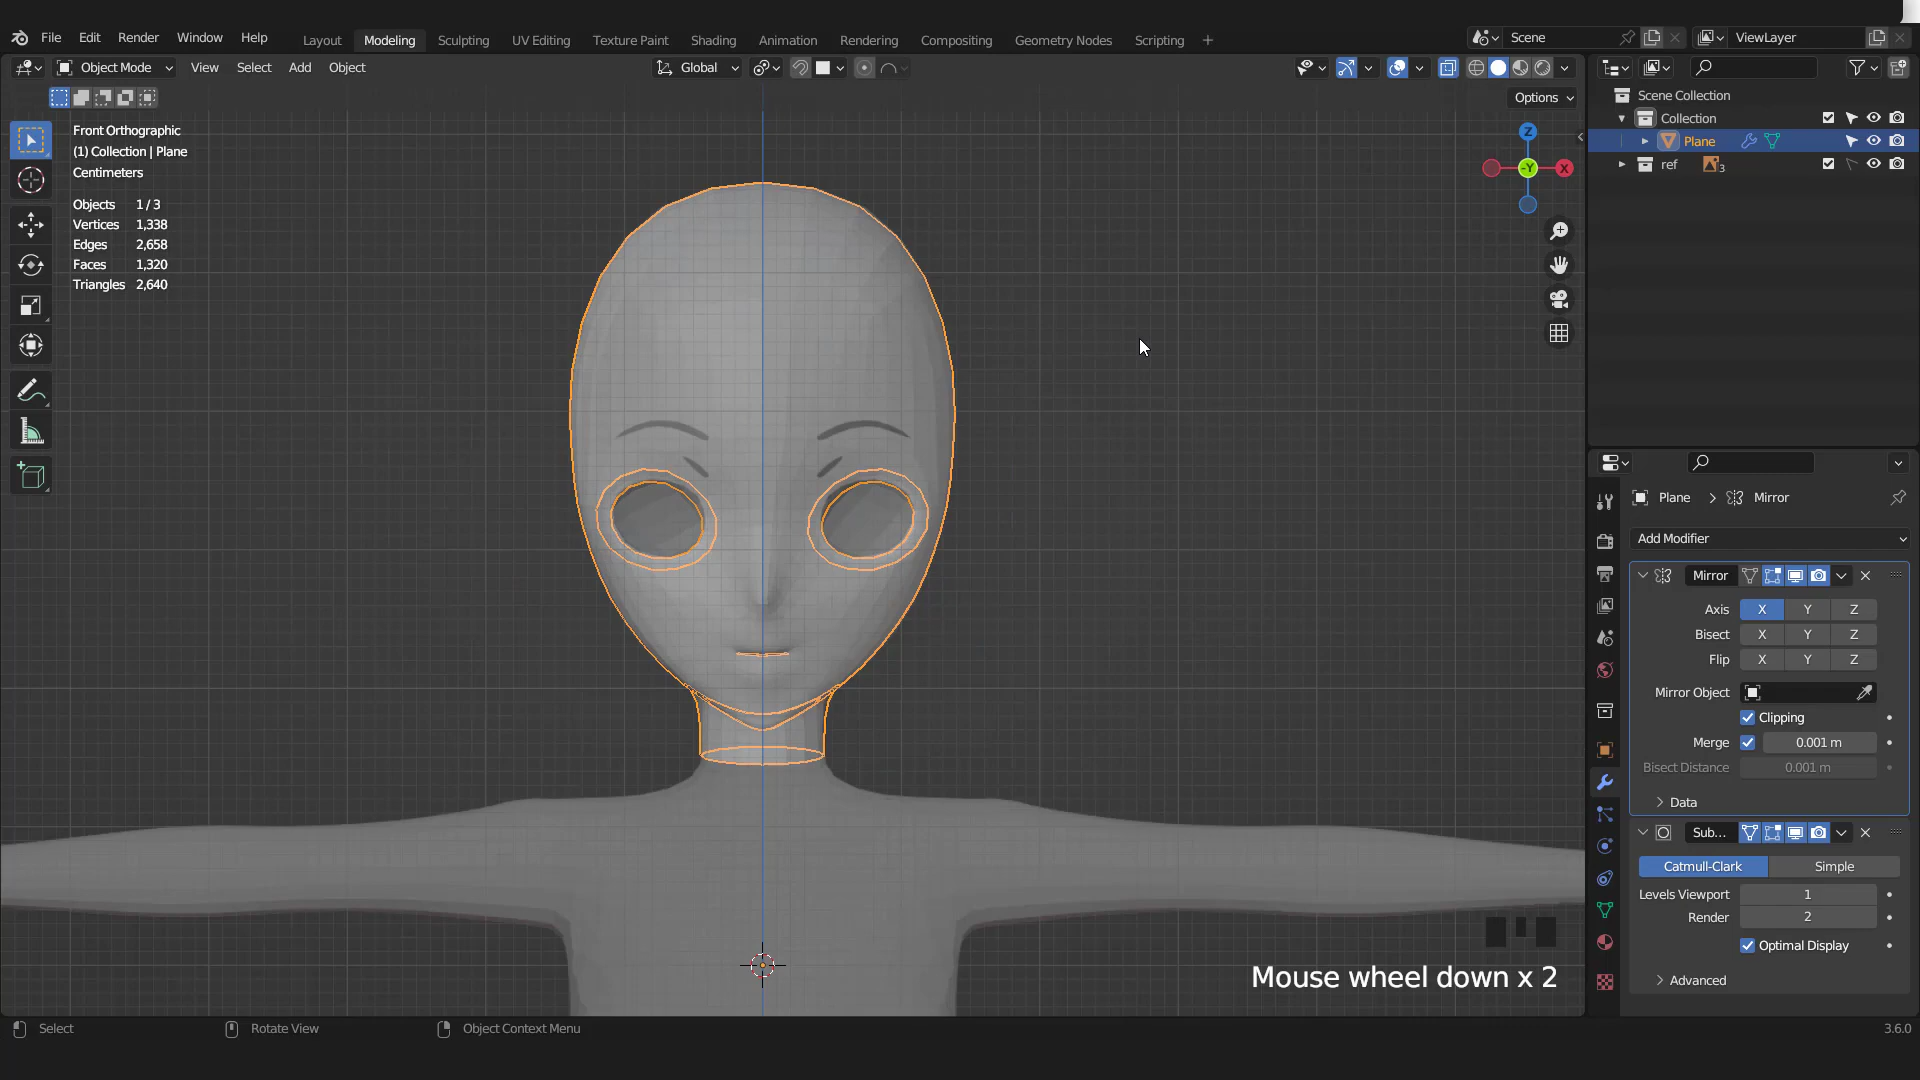 File Edit Render Window Help Layout Modeling Sculpting UV Editing Texture Paint Shading Animation Rendering Compositing Geometry Nodes Scripting + Scene ViewLayer
Object Mode View Select Add Object Global
Options
Front Orthographic
(1) Collection | Plane
Centimeters
Objects 1 / 3
Vertices 1,338
Edges 2,658
Faces 1,320
Triangles 2,640
Z
-Y
X
Scene Collection
Collection
Plane
ref 3
Plane > Mirror
Add Modifier
Mirror
Axis X Y Z
Bisect X Y Z
Flip X Y Z
Mirror Object
Clipping
Merge 0.001 m
Bisect Distance 0.001 m
Data
Sub...
Catmull-Clark Simple
Levels Viewport 1
Render 2
Optimal Display
Advanced
Mouse wheel down x 2
Select Rotate View Object Context Menu 3.6.0